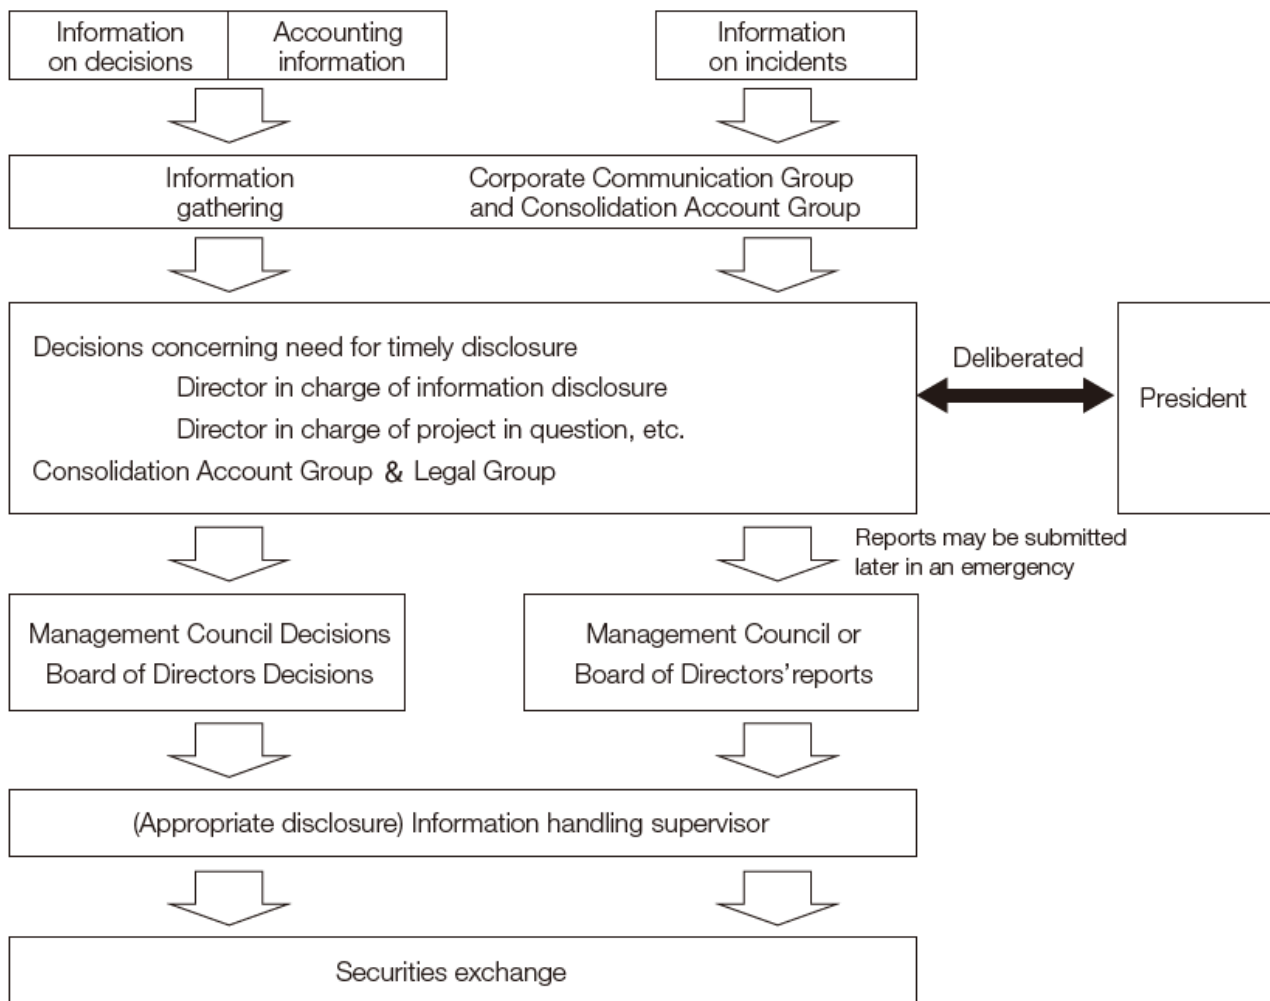 Information
on decisions
Accounting
information
Information
on incidents
Information
gathering
Corporate Communication Group
and Consolidation Account Group
Decisions concerning need for timely disclosure
Director in charge of information disclosure
Director in charge of project in question, etc.
Consolidation Account Group & Legal Group
Deliberated
President
Reports may be submitted
later in an emergency
Management Council Decisions
Board of Directors Decisions
Management Council or
Board of Directors' reports
(Appropriate disclosure) Information handling supervisor
Securities exchange